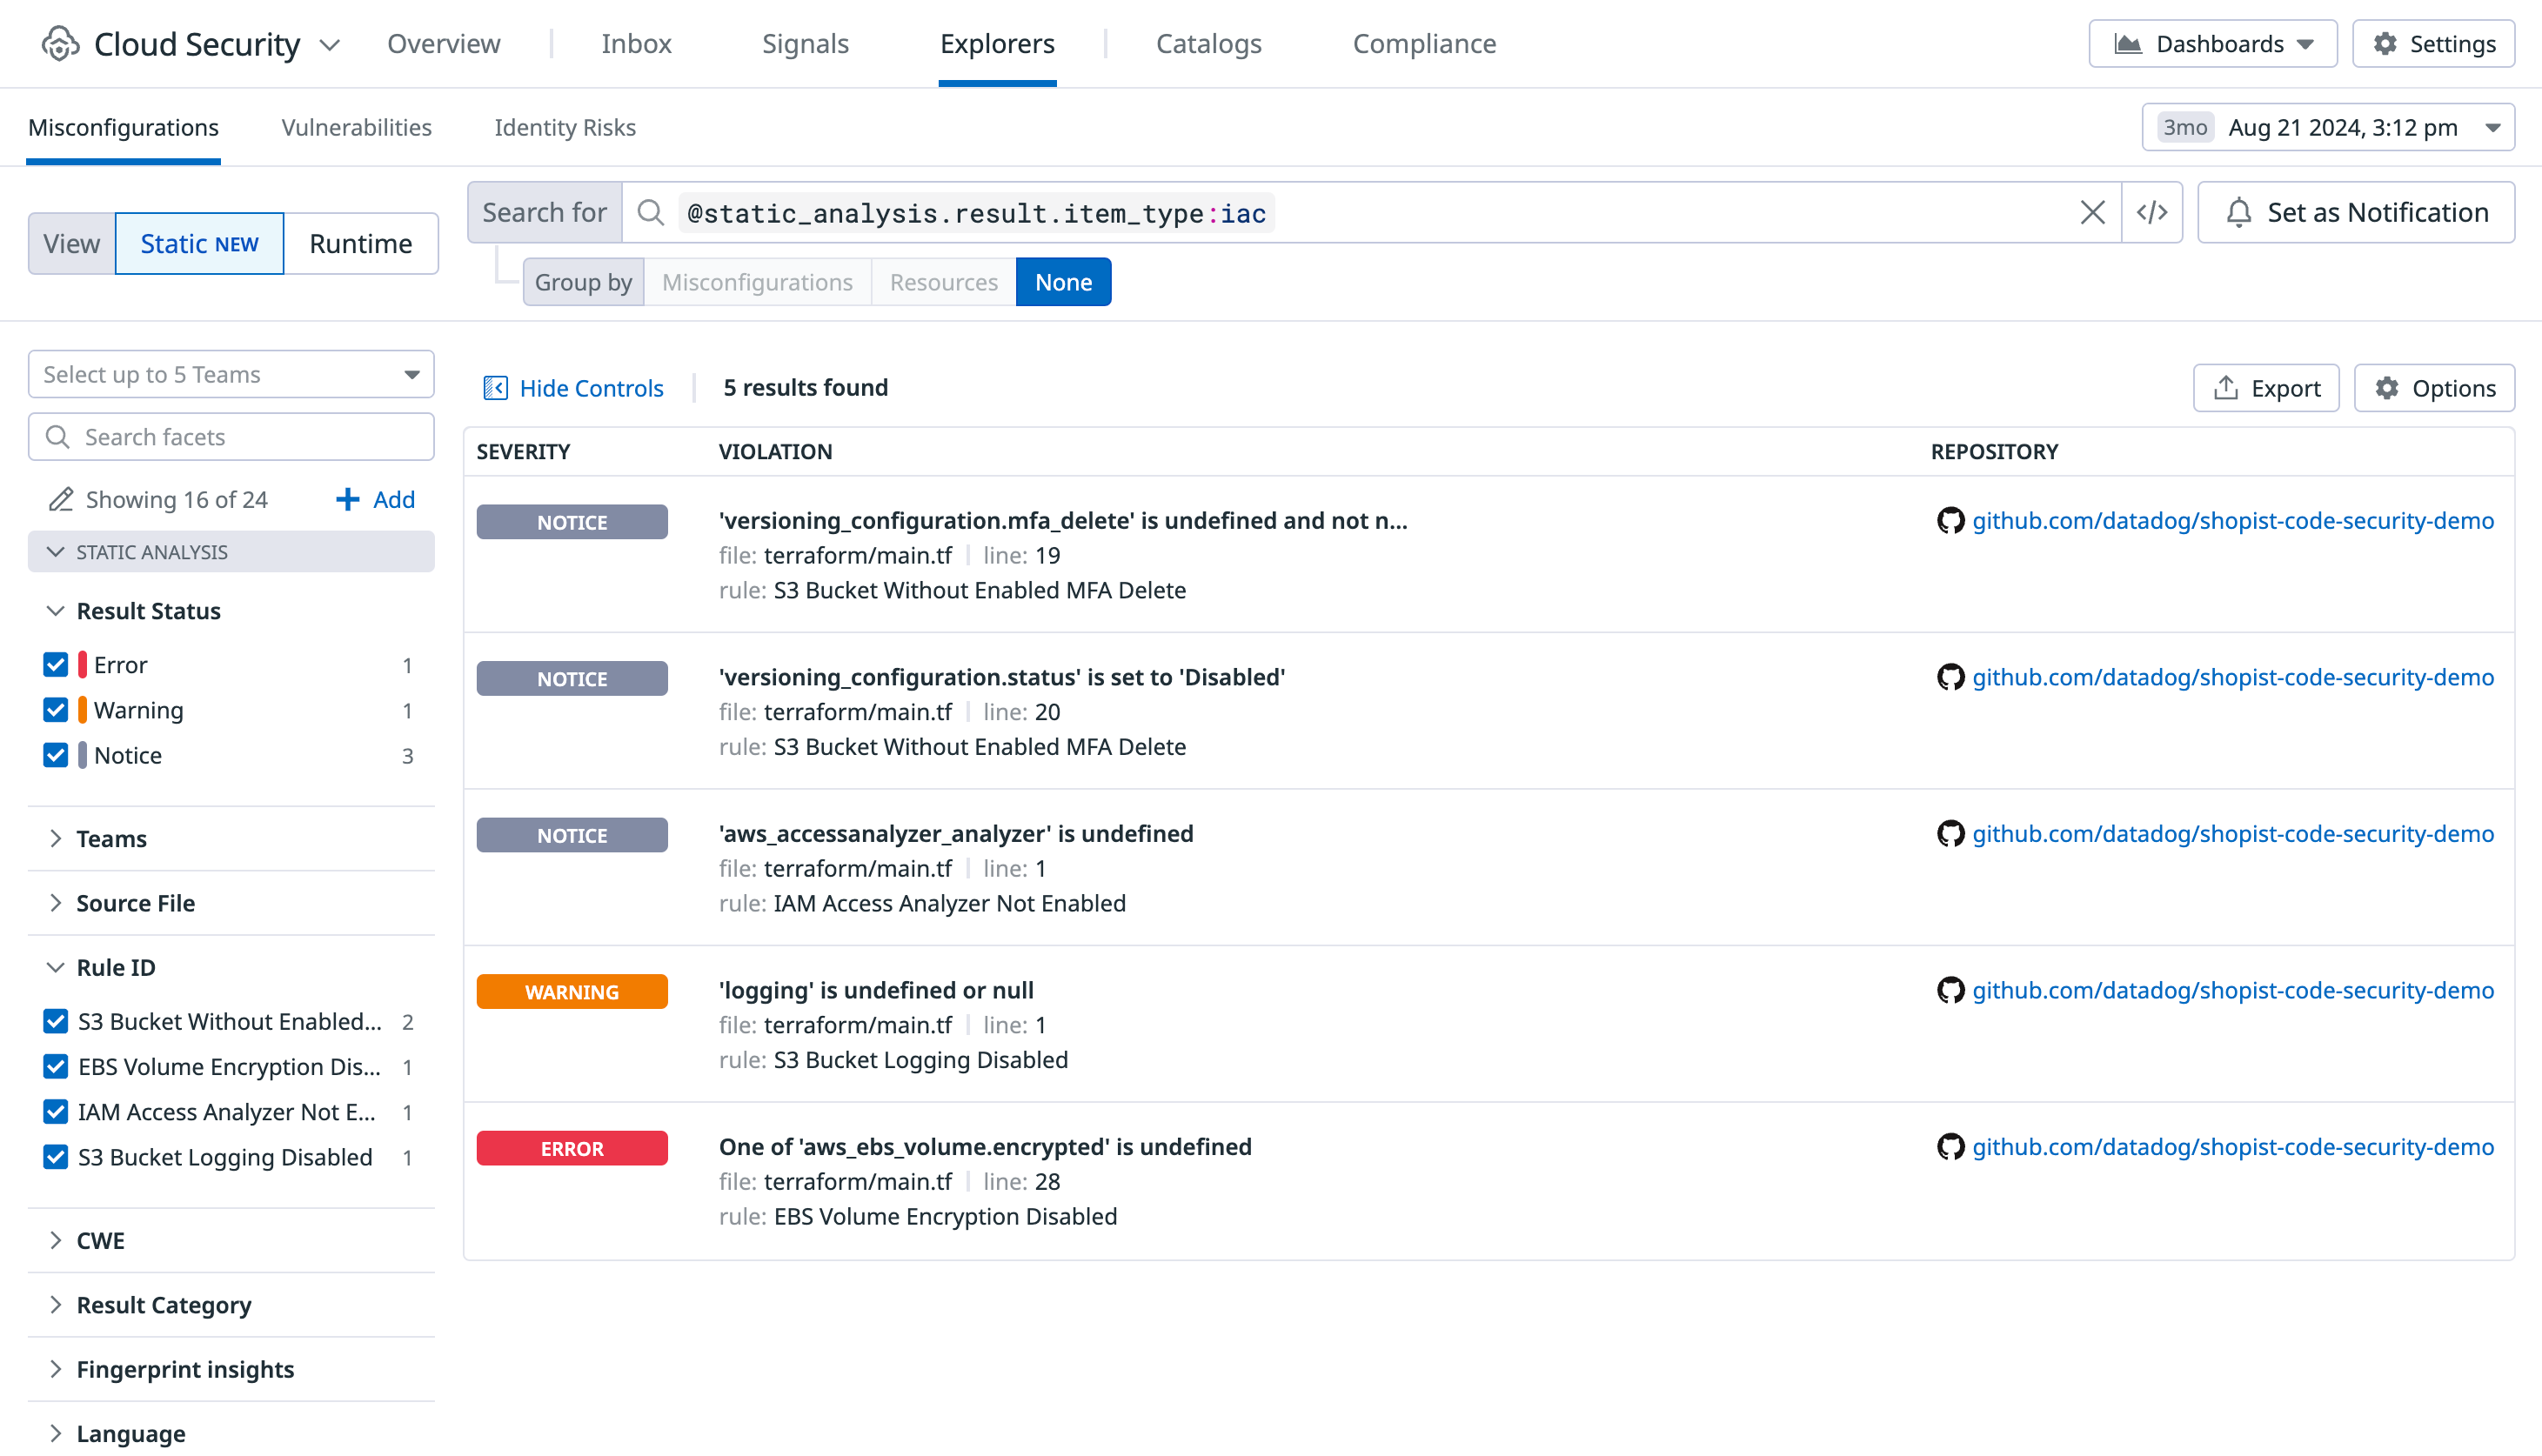 Cloud Security Overview Inbox Signals Explorers Catalogs Compliance Dashboards Settings
Misconfigurations Vulnerabilities Identity Risks 3mo Aug 21 2024, 3:12 pm
View Static NEW Runtime
Search for @static_analysis.result.item_type:iac </> Set as Notification
Group by Misconfigurations Resources None
Select up to 5 Teams
Search facets
Showing 16 of 24 + Add
STATIC ANALYSIS
Result Status
Error 1
Warning 1
Notice 3
Teams
Source File
Rule ID
S3 Bucket Without Enabled... 2
EBS Volume Encryption Dis... 1
IAM Access Analyzer Not E... 1
S3 Bucket Logging Disabled 1
CWE
Result Category
Fingerprint insights
Language
Hide Controls 5 results found Export Options
SEVERITY VIOLATION REPOSITORY
NOTICE 'versioning_configuration.mfa_delete' is undefined and not n... github.com/datadog/shopist-code-security-demo
file: terraform/main.tf line: 19
rule: S3 Bucket Without Enabled MFA Delete
NOTICE 'versioning_configuration.status' is set to 'Disabled' github.com/datadog/shopist-code-security-demo
file: terraform/main.tf line: 20
rule: S3 Bucket Without Enabled MFA Delete
NOTICE 'aws_accessanalyzer_analyzer' is undefined github.com/datadog/shopist-code-security-demo
file: terraform/main.tf line: 1
rule: IAM Access Analyzer Not Enabled
WARNING 'logging' is undefined or null github.com/datadog/shopist-code-security-demo
file: terraform/main.tf line: 1
rule: S3 Bucket Logging Disabled
ERROR One of 'aws_ebs_volume.encrypted' is undefined github.com/datadog/shopist-code-security-demo
file: terraform/main.tf line: 28
rule: EBS Volume Encryption Disabled